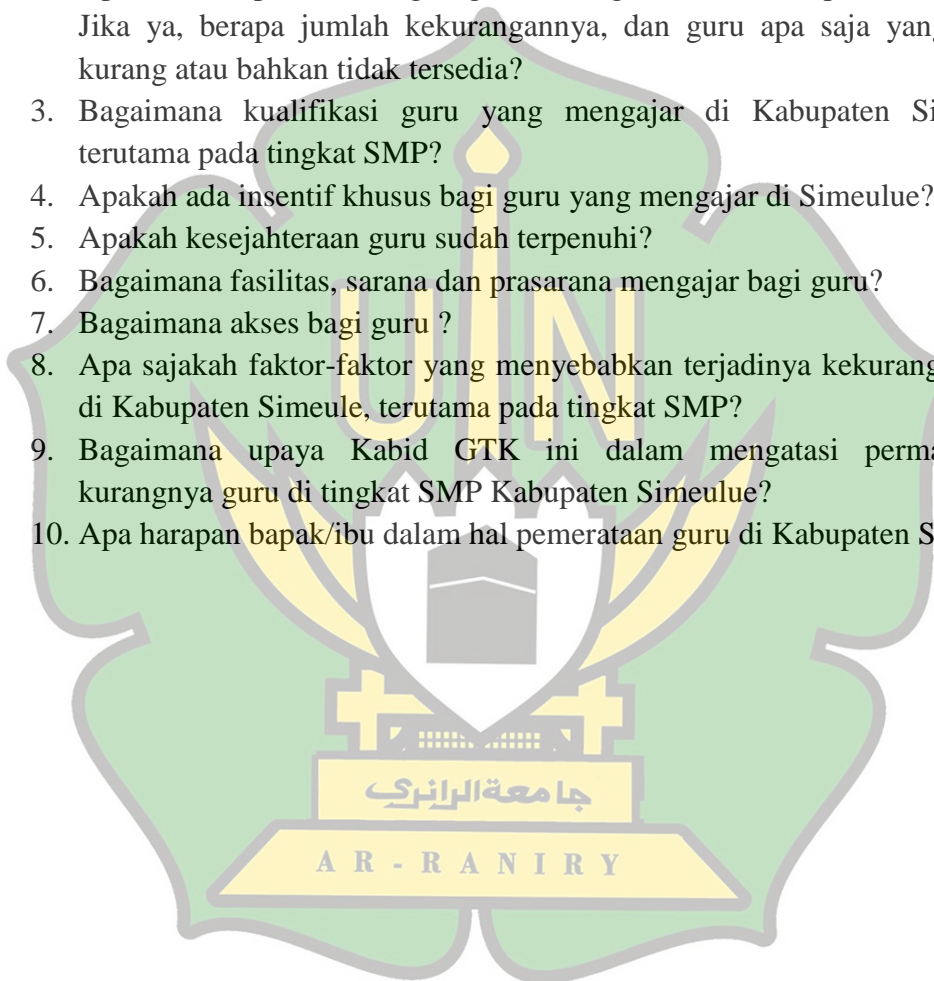 Jika ya, berapa jumlah kekurangannya, dan guru apa saja yang
kurang atau bahkan tidak tersedia?
3. Bagaimana kualifikasi guru yang mengajar di Kabupaten Si
terutama pada tingkat SMP?
4. Apakah ada insentif khusus bagi guru yang mengajar di Simeulue?
5. Apakah kesejahteraan guru sudah terpenuhi?
6. Bagaimana fasilitas, sarana dan prasarana mengajar bagi guru?
7. Bagaimana akses bagi guru ?
8. Apa sajakah faktor-faktor yang menyebabkan terjadinya kekurang
di Kabupaten Simeule, terutama pada tingkat SMP?
9. Bagaimana upaya Kabid GTK ini dalam mengatasi perma
kurangnya guru di tingkat SMP Kabupaten Simeulue?
10. Apa harapan bapak/ibu dalam hal pemerataan guru di Kabupaten S
UIN
جامعة الرانري
AR-RANIRY